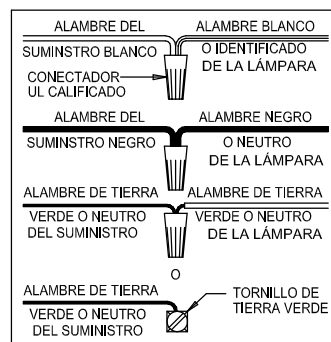 ALAMBRE DEL
SUMINSTRO BLANCO
ALAMBRE BLANCO
O IDENTIFICADO
DE LA LÁMPARA
CONECTADOR
UL CALIFICADO
ALAMBRE DEL
SUMINSTRO NEGRO
ALAMBRE NEGRO
O NEUTRO
DE LA LÁMPARA
ALAMBRE DE TIERRA
VERDE O NEUTRO
DEL SUMINISTRO
ALAMBRE DE TIERRA
VERDE O NEUTRO
DE LA LÁMPARA
O
ALAMBRE DE TIERRA
VERDE O NEUTRO
DEL SUMINISTRO
TORNILLO DE
TIERRA VERDE